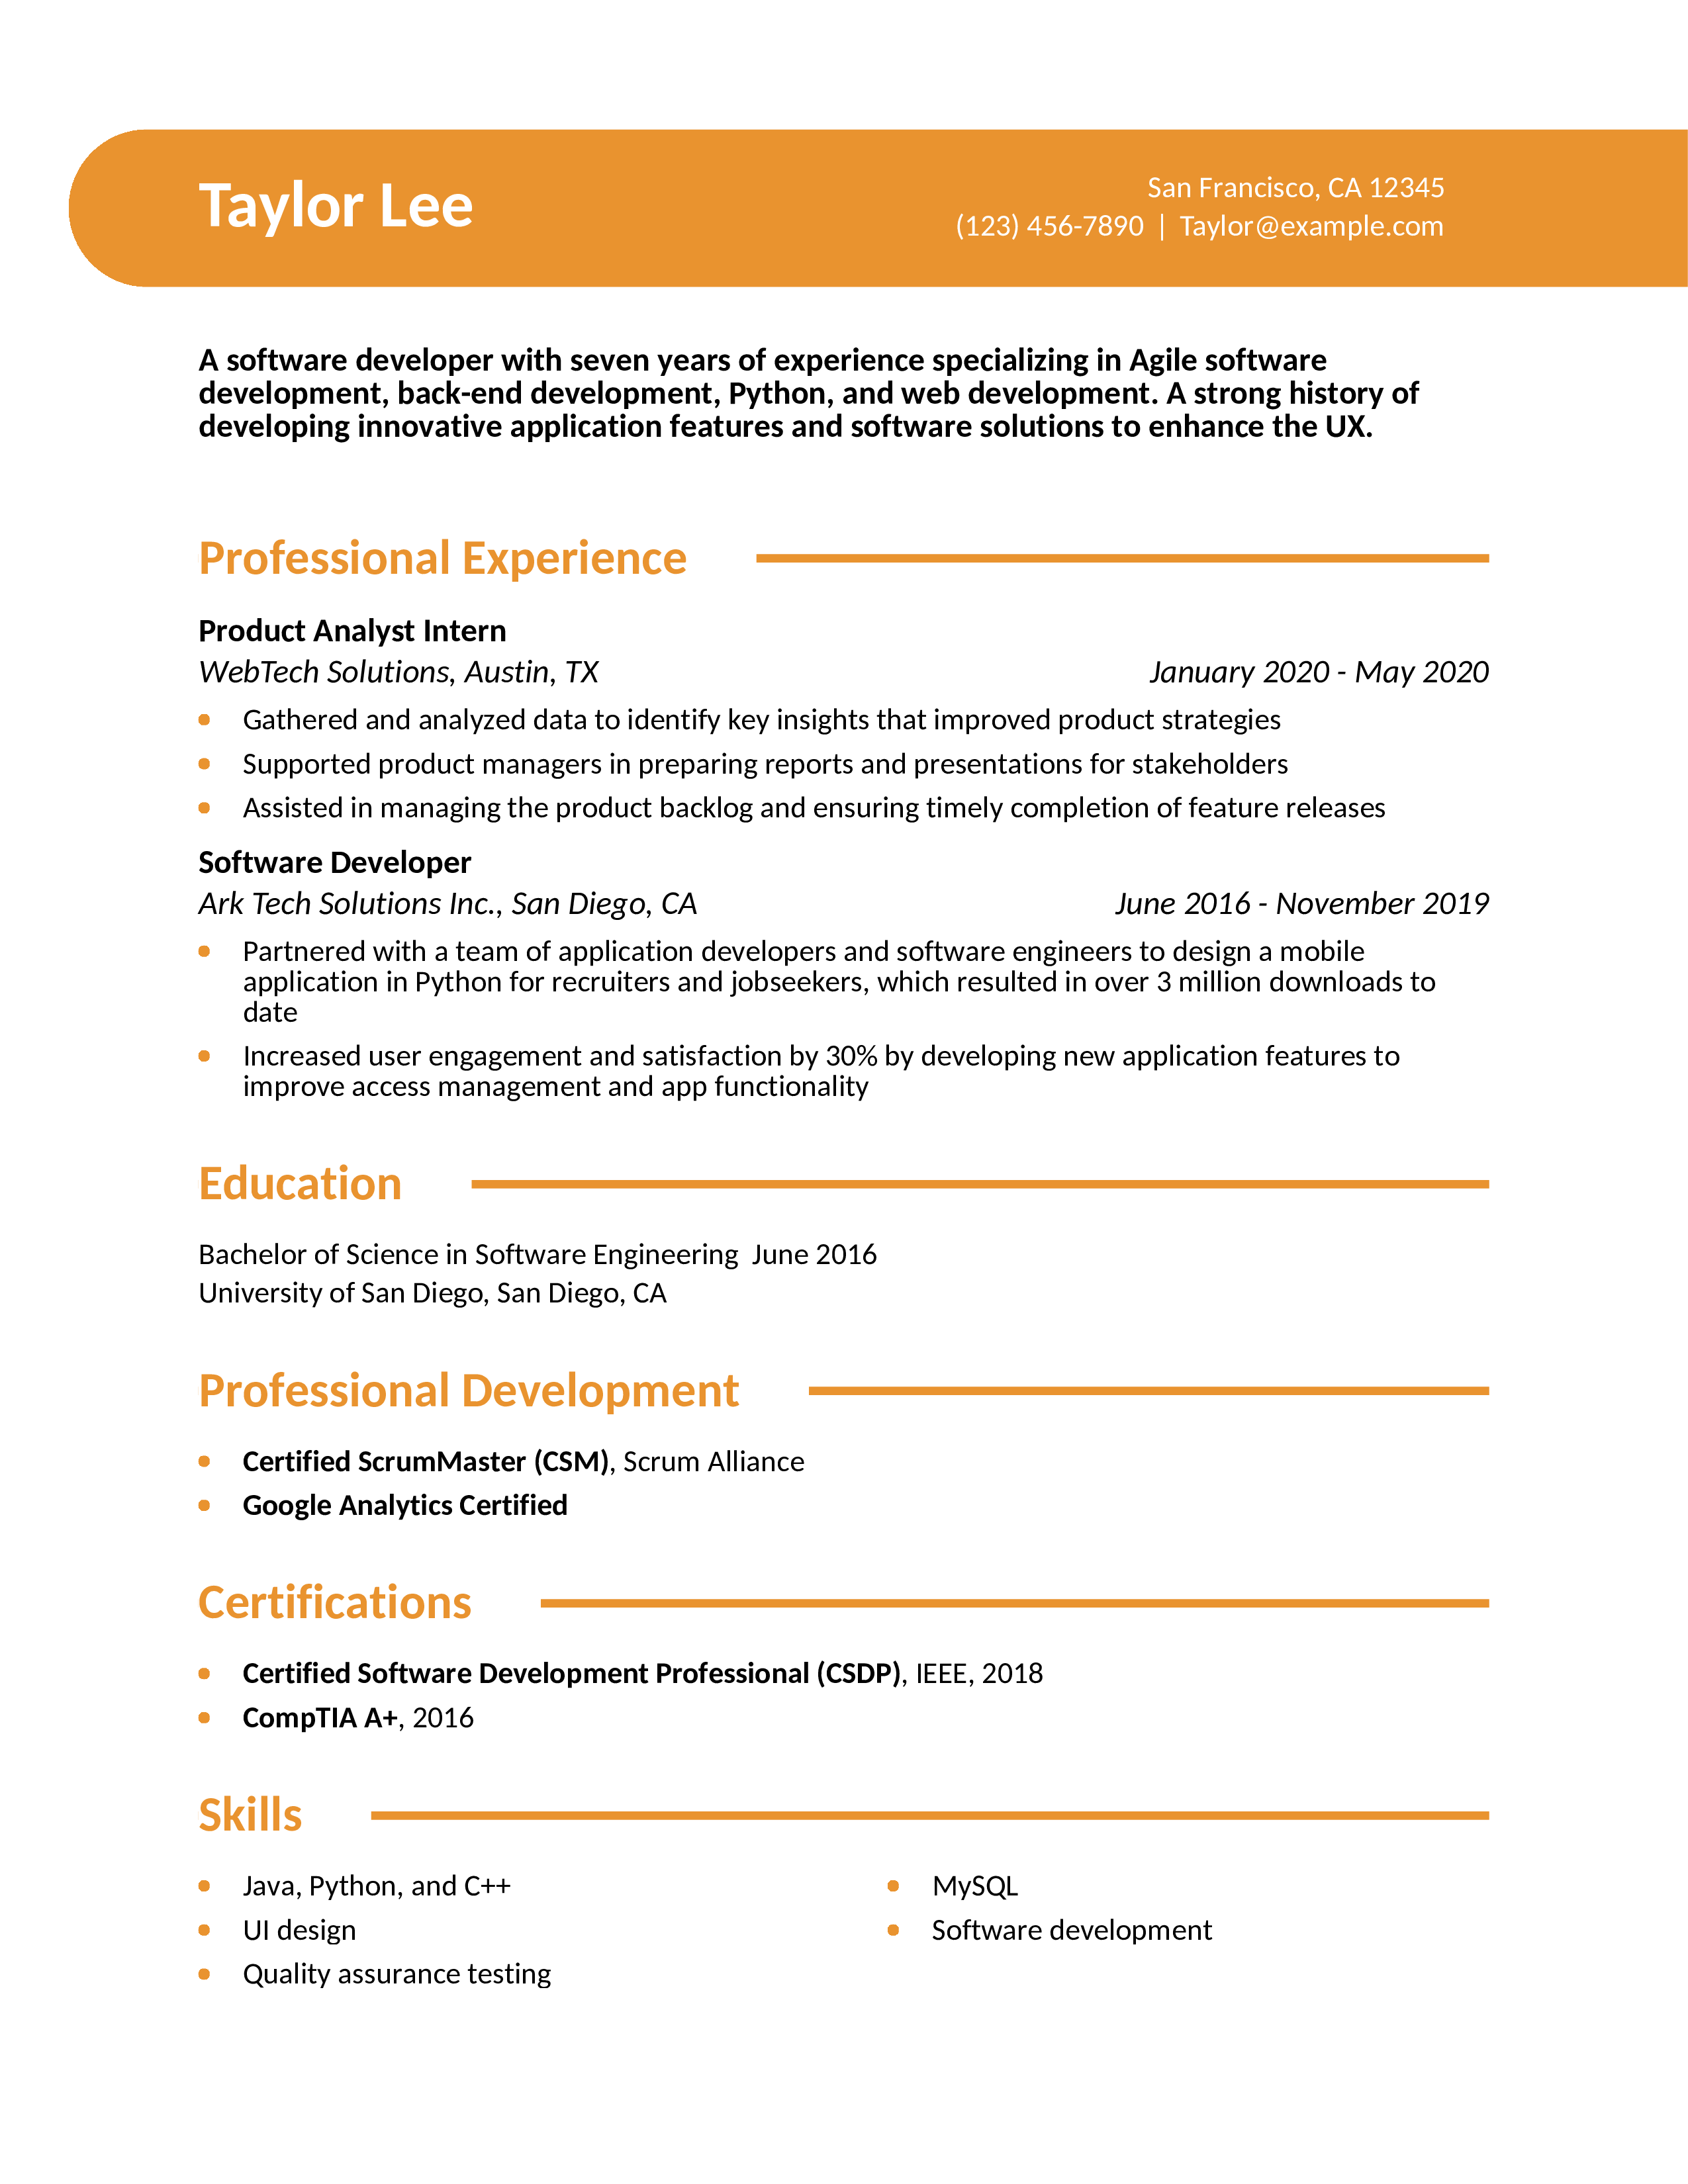 Taylor Lee
San Francisco, CA 12345
(123) 456-7890 | Taylor@example.com
A software developer with seven years of experience specializing in Agile software
development, back-end development, Python, and web development. A strong history of
developing innovative application features and software solutions to enhance the UX.
Professional Experience
Product Analyst Intern
WebTech Solutions, Austin, TX January 2020 - May 2020
• Gathered and analyzed data to identify key insights that improved product strategies
• Supported product managers in preparing reports and presentations for stakeholders
• Assisted in managing the product backlog and ensuring timely completion of feature releases
Software Developer
Ark Tech Solutions Inc., San Diego, CA June 2016 - November 2019
• Partnered with a team of application developers and software engineers to design a mobile
application in Python for recruiters and jobseekers, which resulted in over 3 million downloads to
date
• Increased user engagement and satisfaction by 30% by developing new application features to
improve access management and app functionality
Education
Bachelor of Science in Software Engineering June 2016
University of San Diego, San Diego, CA
Professional Development
• Certified ScrumMaster (CSM), Scrum Alliance
• Google Analytics Certified
Certifications
• Certified Software Development Professional (CSDP), IEEE, 2018
• CompTIA A+, 2016
Skills
• Java, Python, and C++
• UI design
• Quality assurance testing
• MySQL
• Software development